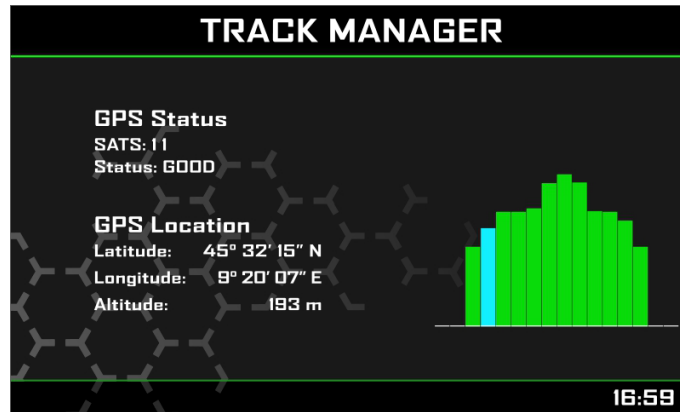 TRACK MANAGER
GPS Status
SATS: 11
Status: GOOD
GPS Location
Latitude: 45° 32' 15" N
Longitude: 9° 20' 07" E
Altitude: 193 m
16:59